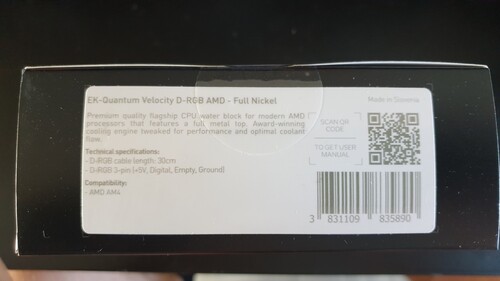 EK-Quantum Velocity D-RGB AMD - Full Nickel
Made in Slovenia
Premium quality flagship CPU water block for modern AMD
processors that features a full metal top. Award-winning
cooling engine tweaked for performance and optimal coolant
flow.
Technical specifications:
- D-RGB cable length: 30cm
- D-RGB 3-pin (+5V, Digital, Empty, Ground)
Compatibility:
- AMD AM4
SCAN QR
CODE
TO GET USER
MANUAL
3 831109 835890